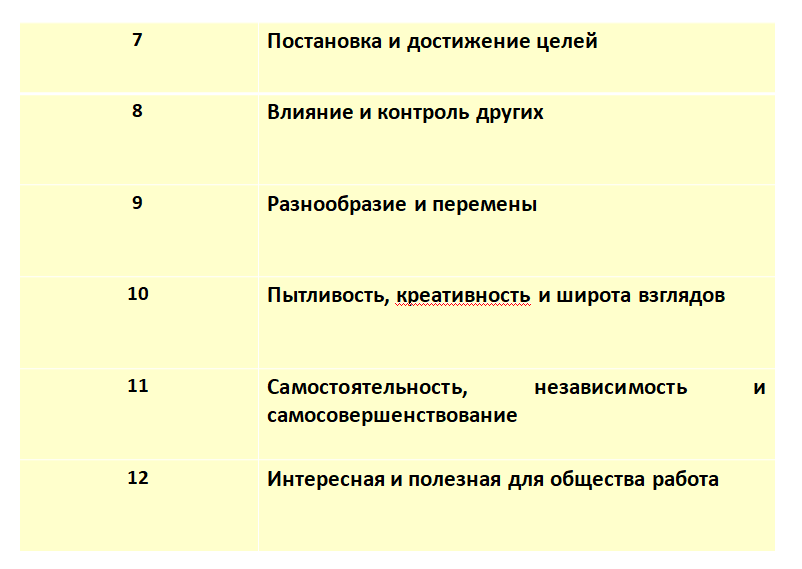 7 Постановка и достижение целей
8 Влияние и контроль других
9 Разнообразие и перемены
10 Пытливость, креативность и широта взглядов
11 Самостоятельность, независимость и
самосовершенствование
12 Интересная и полезная для общества работа